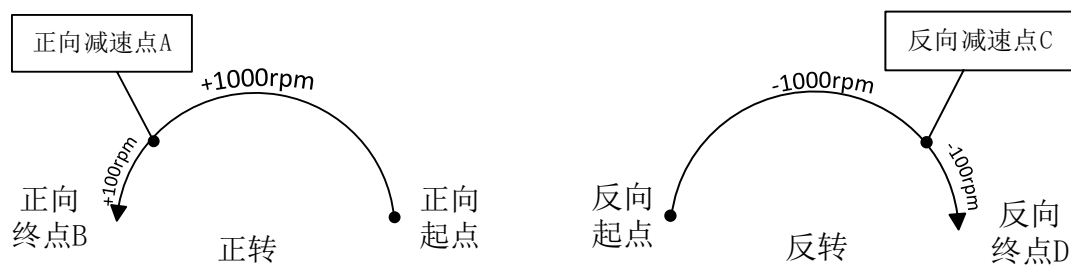 正向减速点A
+1000rpm
+100rpm
正向
终点B
正转
正向
起点
反向减速点C
-1000rpm
-100rpm
反向
起点
反转
反向
终点D